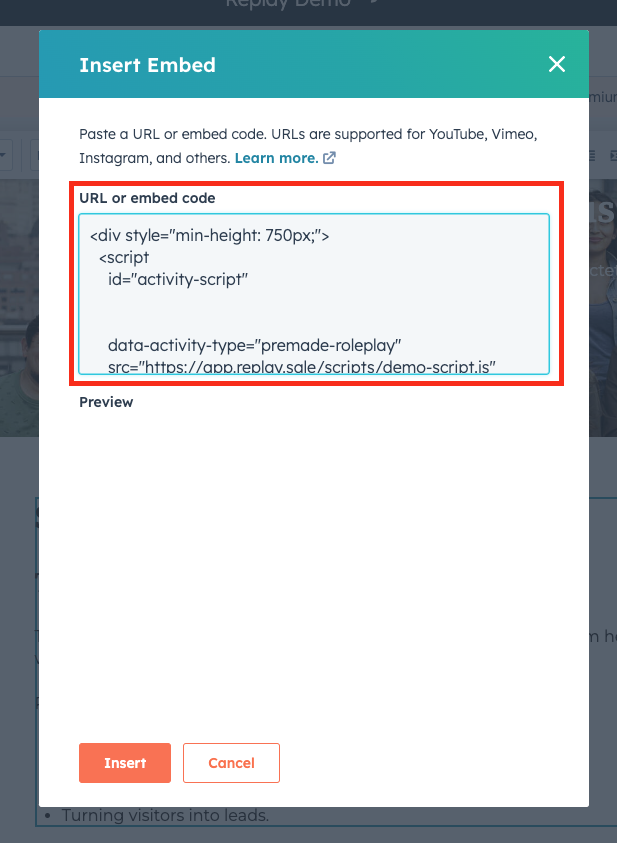 Replay Demo
Insert Embed
mium
Paste a URL or embed code. URLs are supported for YouTube, Vimeo,
Instagram, and others. Learn more.
URL or embed code
<div style="min-height: 750px;">
<script
id="activity-script"
data-activity-type="premade-roleplay"
src="https://app.replay.sale/scripts/demo-script.js"
Preview
Insert
Cancel
Turning visitors into leads.